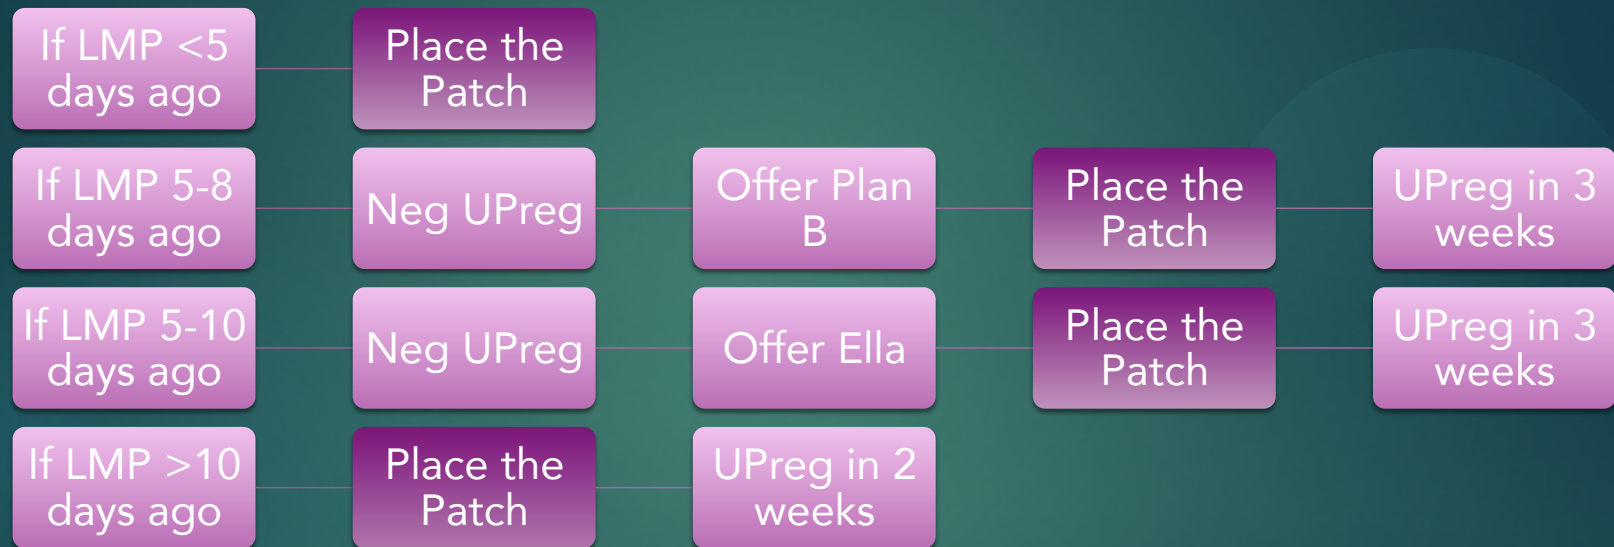 If LMP <5
days ago
Place the
Patch
If LMP 5-8
days ago
Neg UPreg
Offer Plan
B
Place the
Patch
UPreg in 3
weeks
If LMP 5-10
days ago
Neg UPreg
Offer Ella
Place the
Patch
UPreg in 3
weeks
If LMP >10
days ago
Place the
Patch
UPreg in 2
weeks